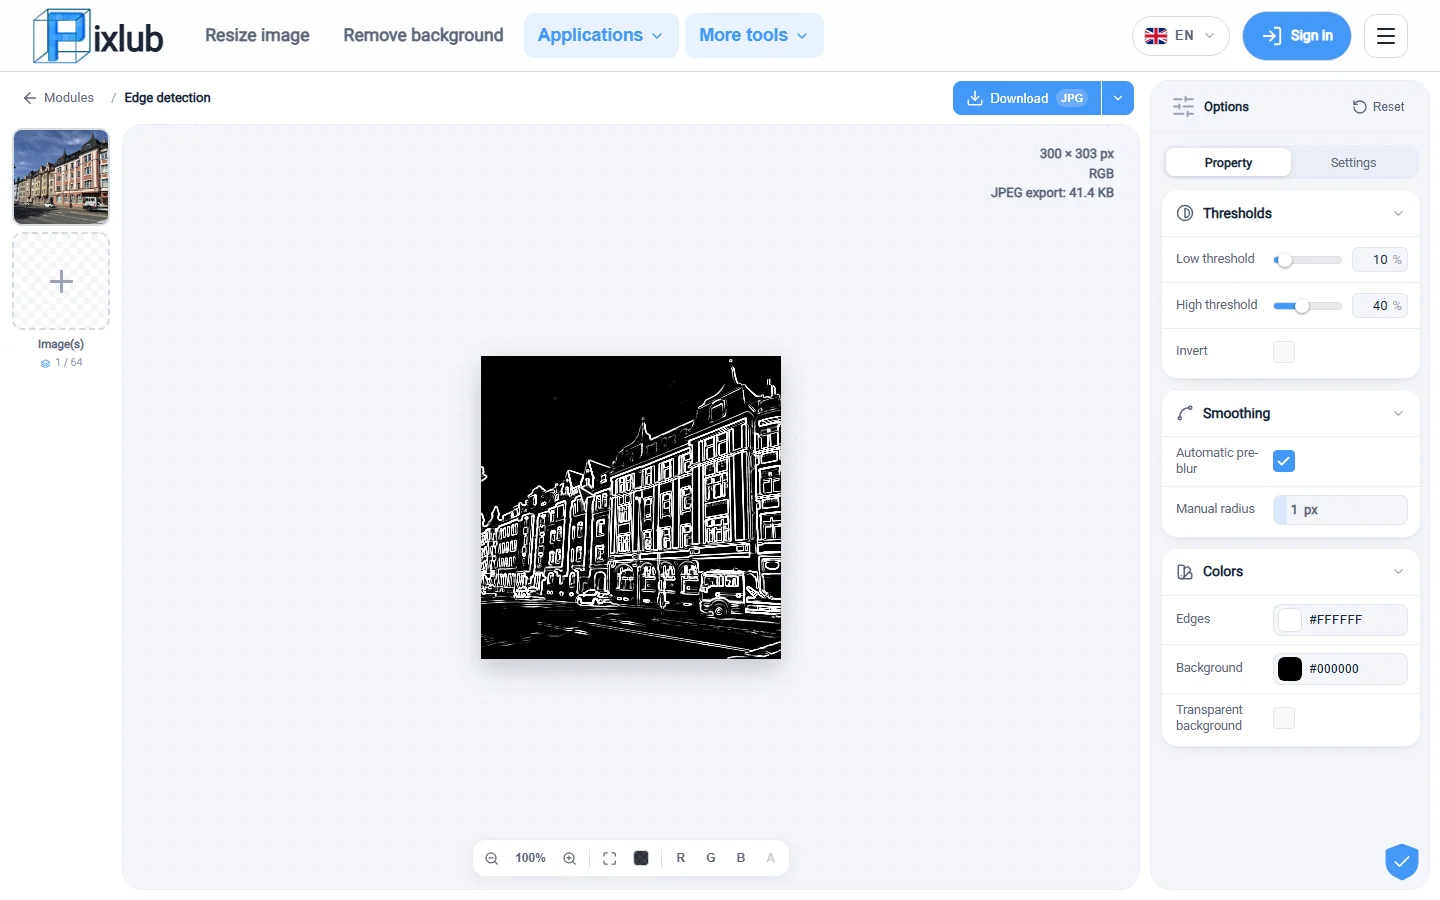 Pixlub
Resize image
Remove background
Applications
More tools
EN
Sign in
Modules / Edge detection
Download JPG
Options
Reset
300 × 303 px
RGB
JPEG export: 41.4 KB
Image(s)
1 / 64
Property
Settings
Thresholds
Low threshold 10 %
High threshold 40 %
Invert
Smoothing
Automatic pre-
blur
Manual radius 1 px
Colors
Edges #FFFFFF
Background #000000
Transparent
background
100% R G B A